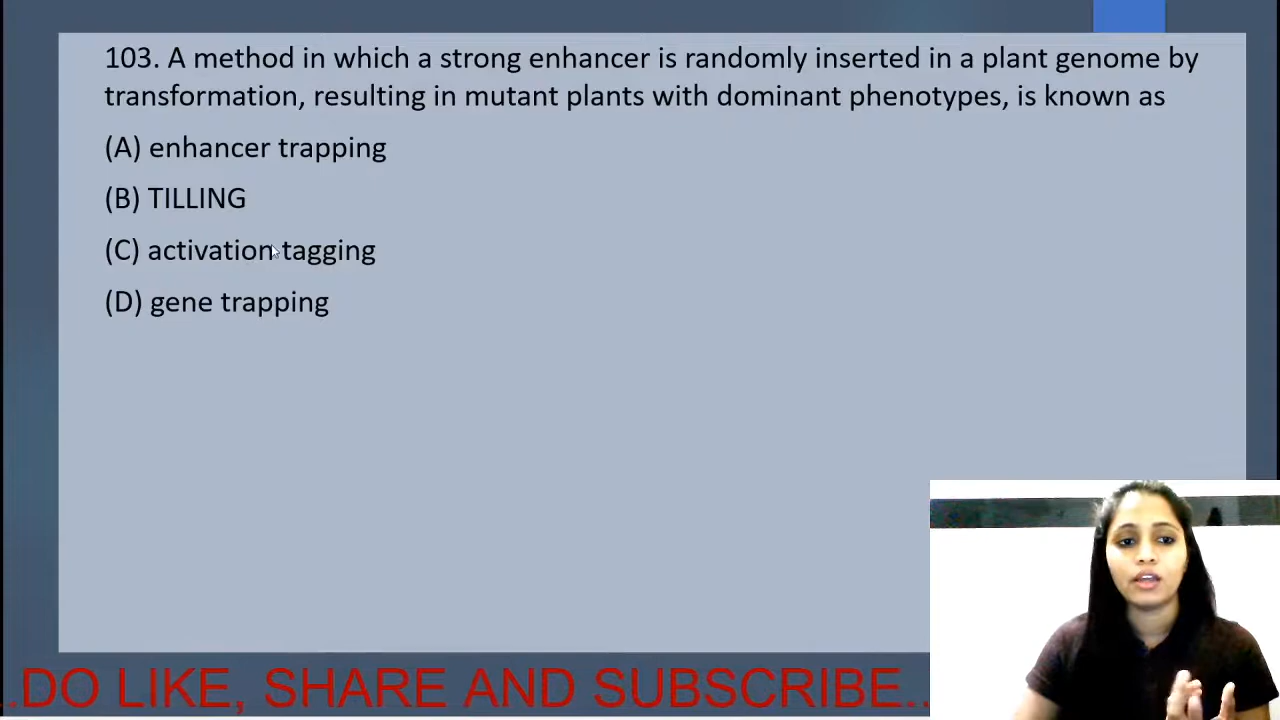 103. A method in which a strong enhancer is randomly inserted in a plant genome by
transformation, resulting in mutant plants with dominant phenotypes, is known as
(A) enhancer trapping
(B) TILLING
(C) activation tagging
(D) gene trapping
..DO LIKE, SHARE AND SUBSCRIBE..